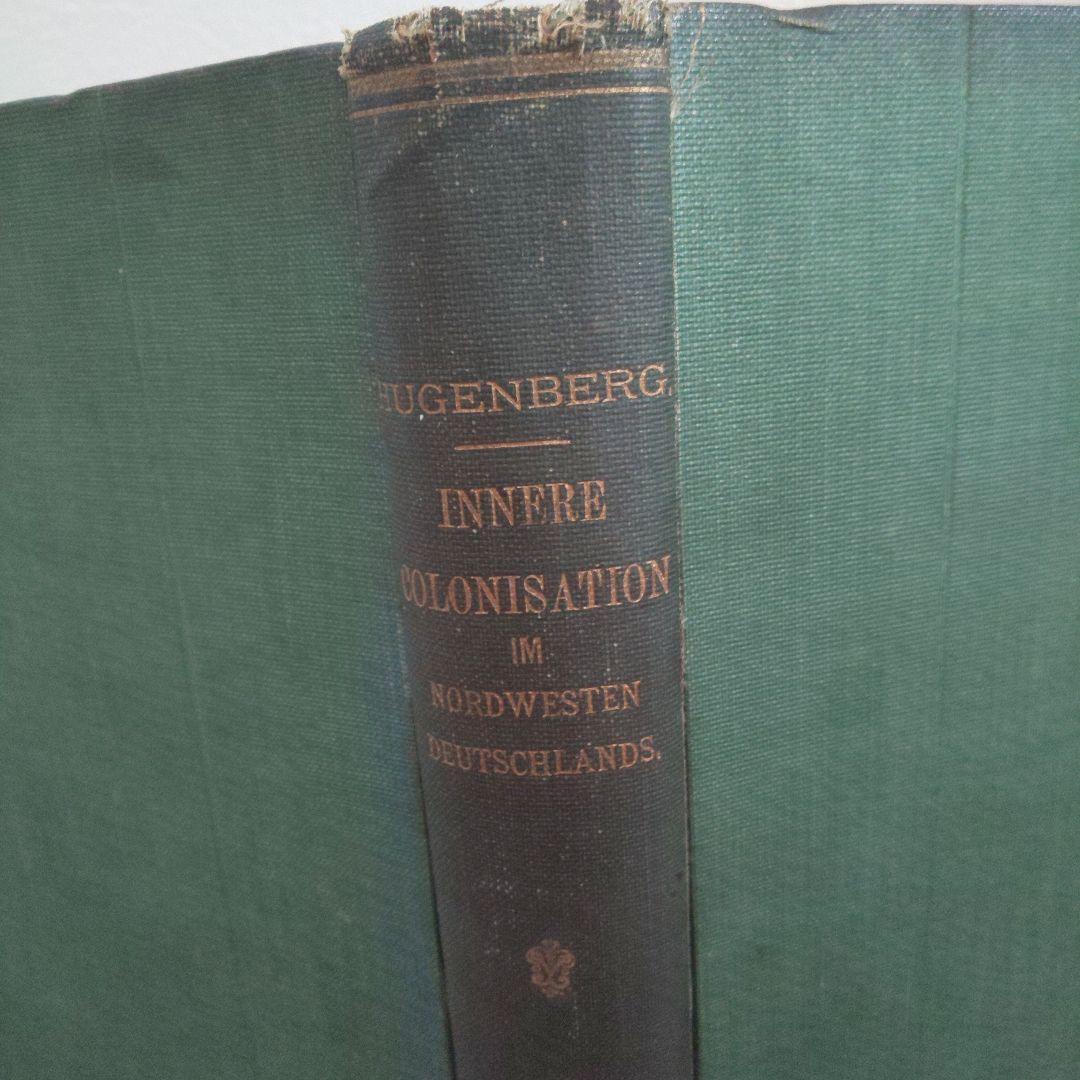 HUGENBERG,
INNERE
COLONISATION
IM
NORDWESTEN
DEUTSCHLANDS.